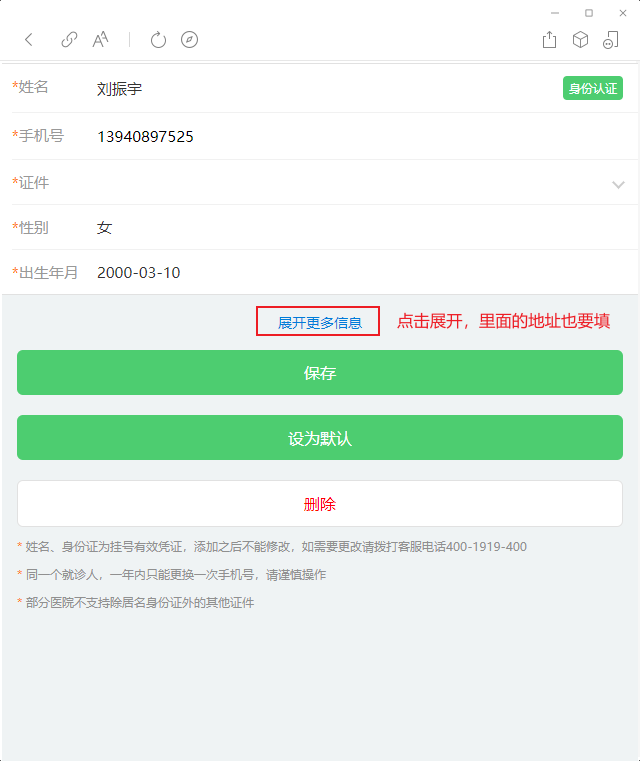 *姓名 刘振宇 身份认证
*手机号 13940897525
*证件
*性别 女
*出生年月 2000-03-10
展开更多信息 点击展开，里面的地址也要填
保存
设为默认
删除
* 姓名、身份证为挂号有效凭证，添加之后不能修改，如需要更改请拨打客服电话400-1919-400
* 同一个就诊人，一年内只能更换一次手机号，请谨慎操作
* 部分医院不支持除居名身份证外的其他证件